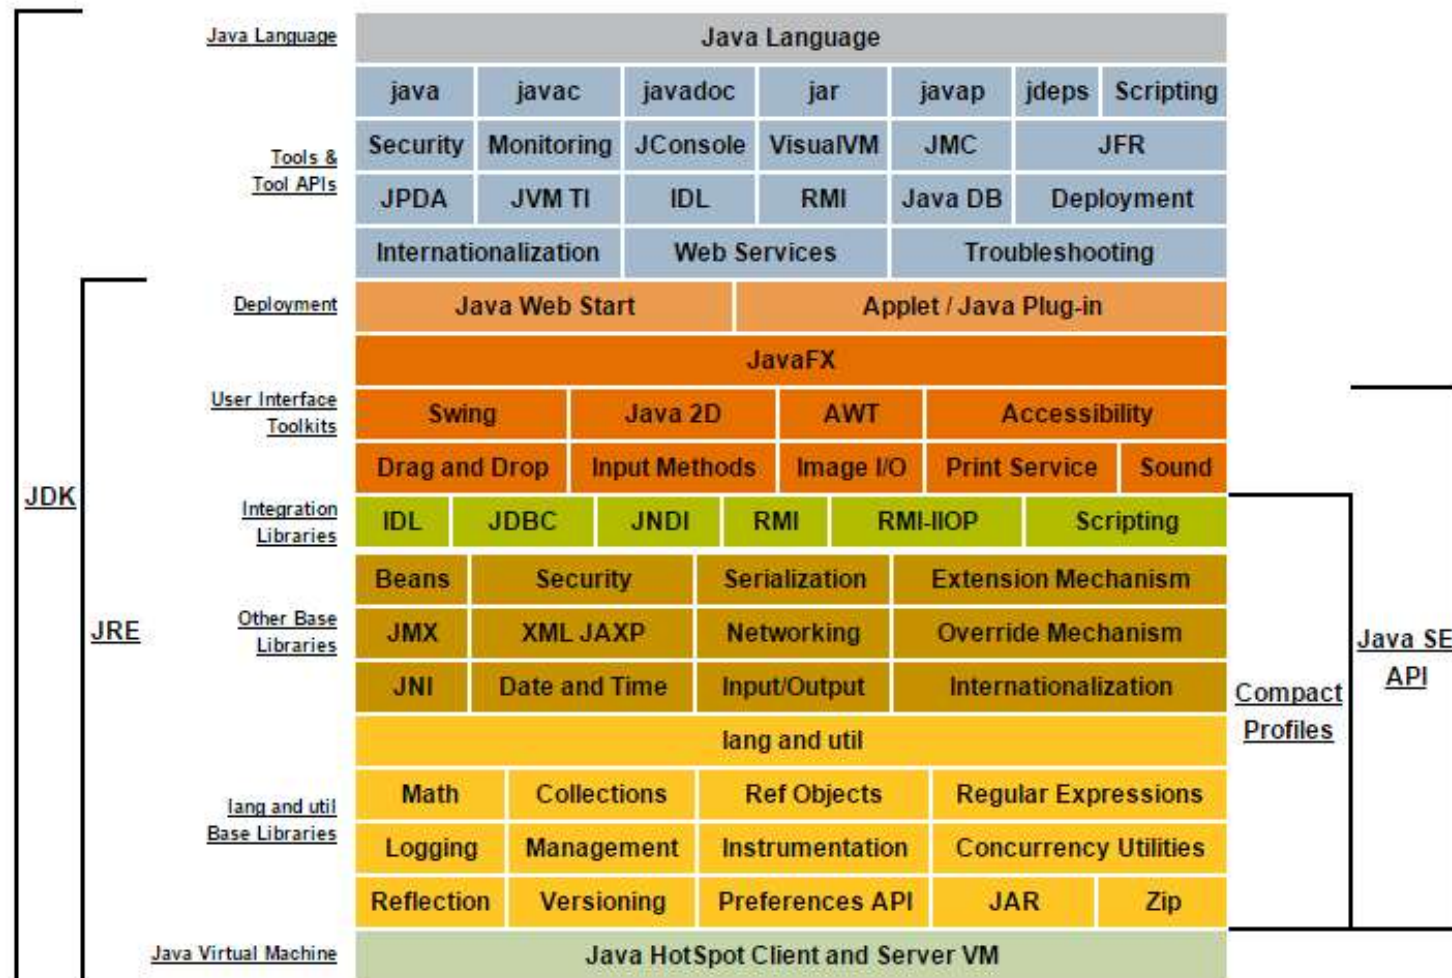 Java Language
Java Language
java javac javadoc jar javap jdeps Scripting
Tools &
Tool APIs
Security Monitoring JConsole VisualVM JMC JFR
JPDA JVM TI IDL RMI Java DB Deployment
Internationalization Web Services Troubleshooting
Deployment
Java Web Start Applet / Java Plug-in
JavaFX
User Interface
Toolkits
Swing Java 2D AWT Accessibility
Drag and Drop Input Methods Image I/O Print Service Sound
JDK
Integration
Libraries
IDL JDBC JNDI RMI RMI-IIOP Scripting
Beans Security Serialization Extension Mechanism
JRE
Other Base
Libraries
JMX XML JAXP Networking Override Mechanism
Java SE
API
JNI Date and Time Input/Output Internationalization
Compact
Profiles
lang and util
Math Collections Ref Objects Regular Expressions
lang and util
Base Libraries
Logging Management Instrumentation Concurrency Utilities
Reflection Versioning Preferences API JAR Zip
Java Virtual Machine
Java HotSpot Client and Server VM